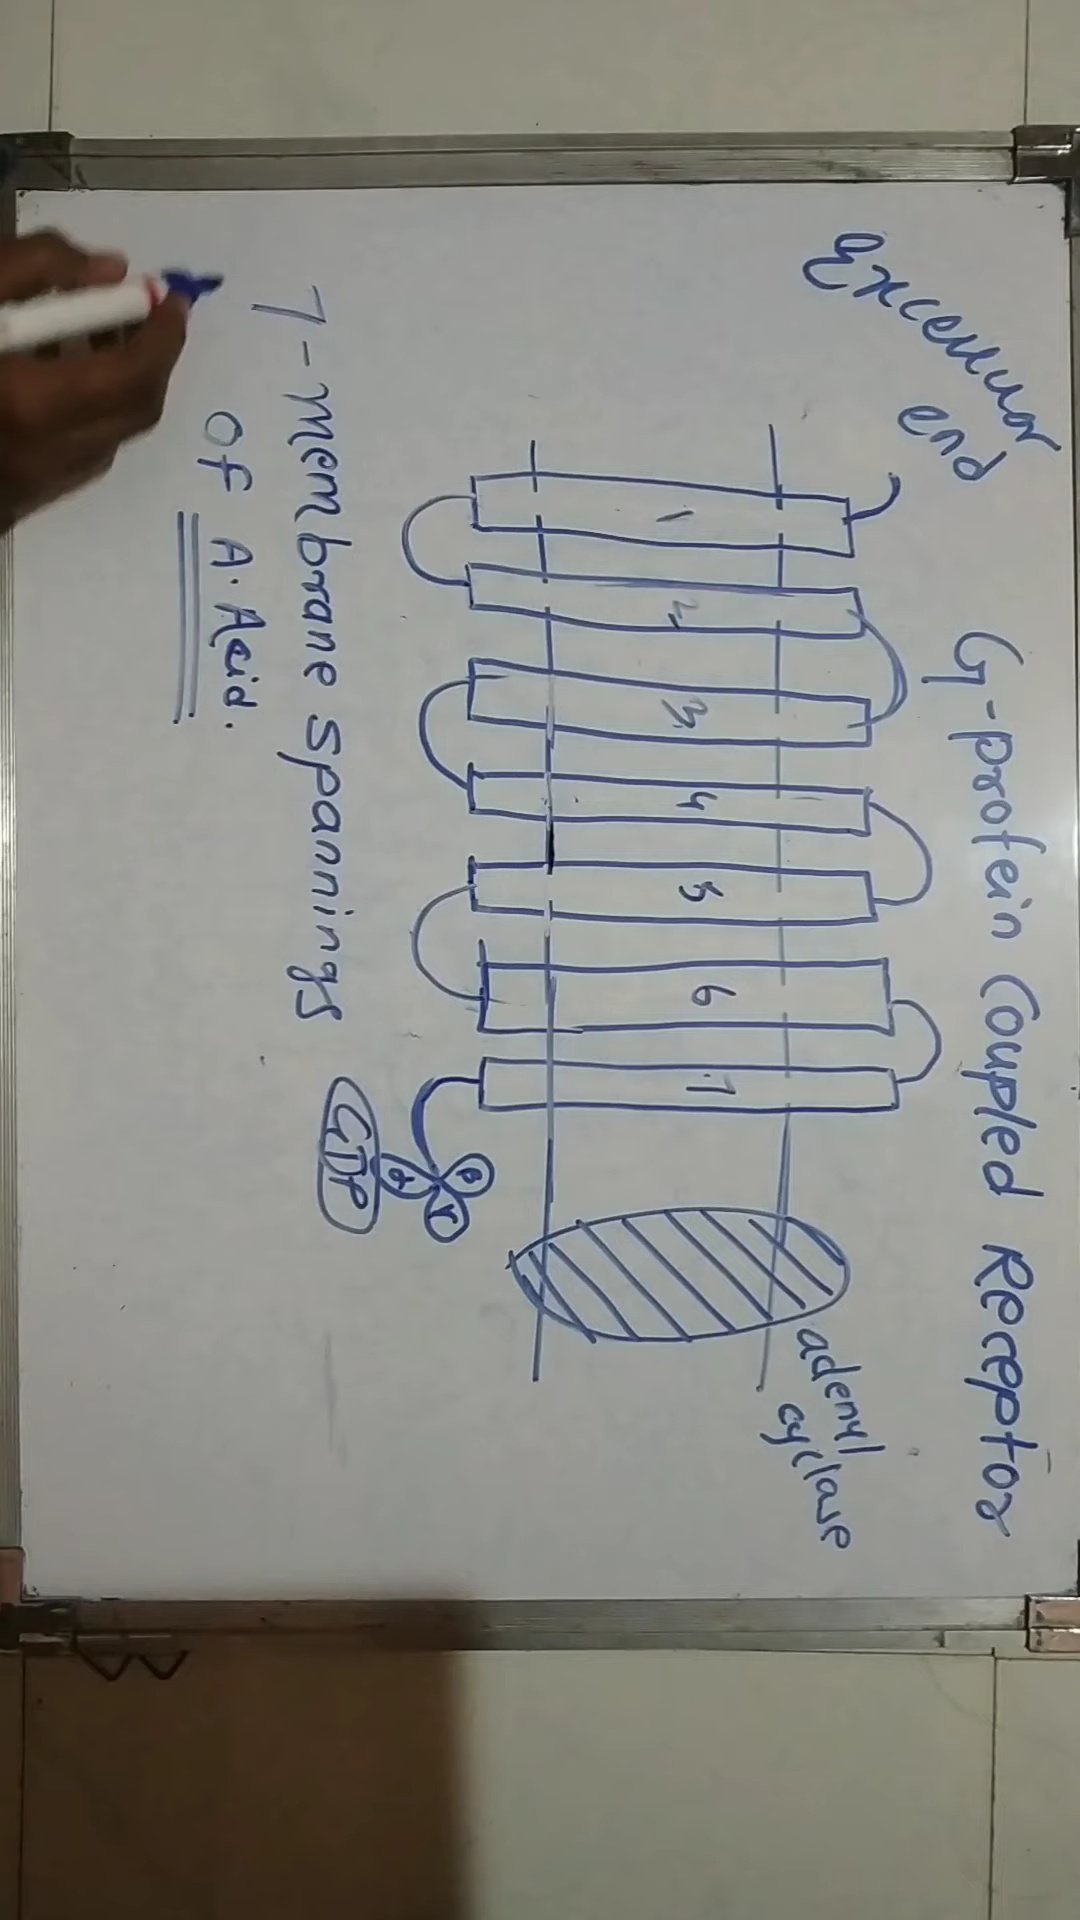 G-protein Coupled Receptor
end
adenyl
cyclase
1
2
3
4
5
6
7
β
α
γ
GDP
7-membrane spannings
OF A.Acid.